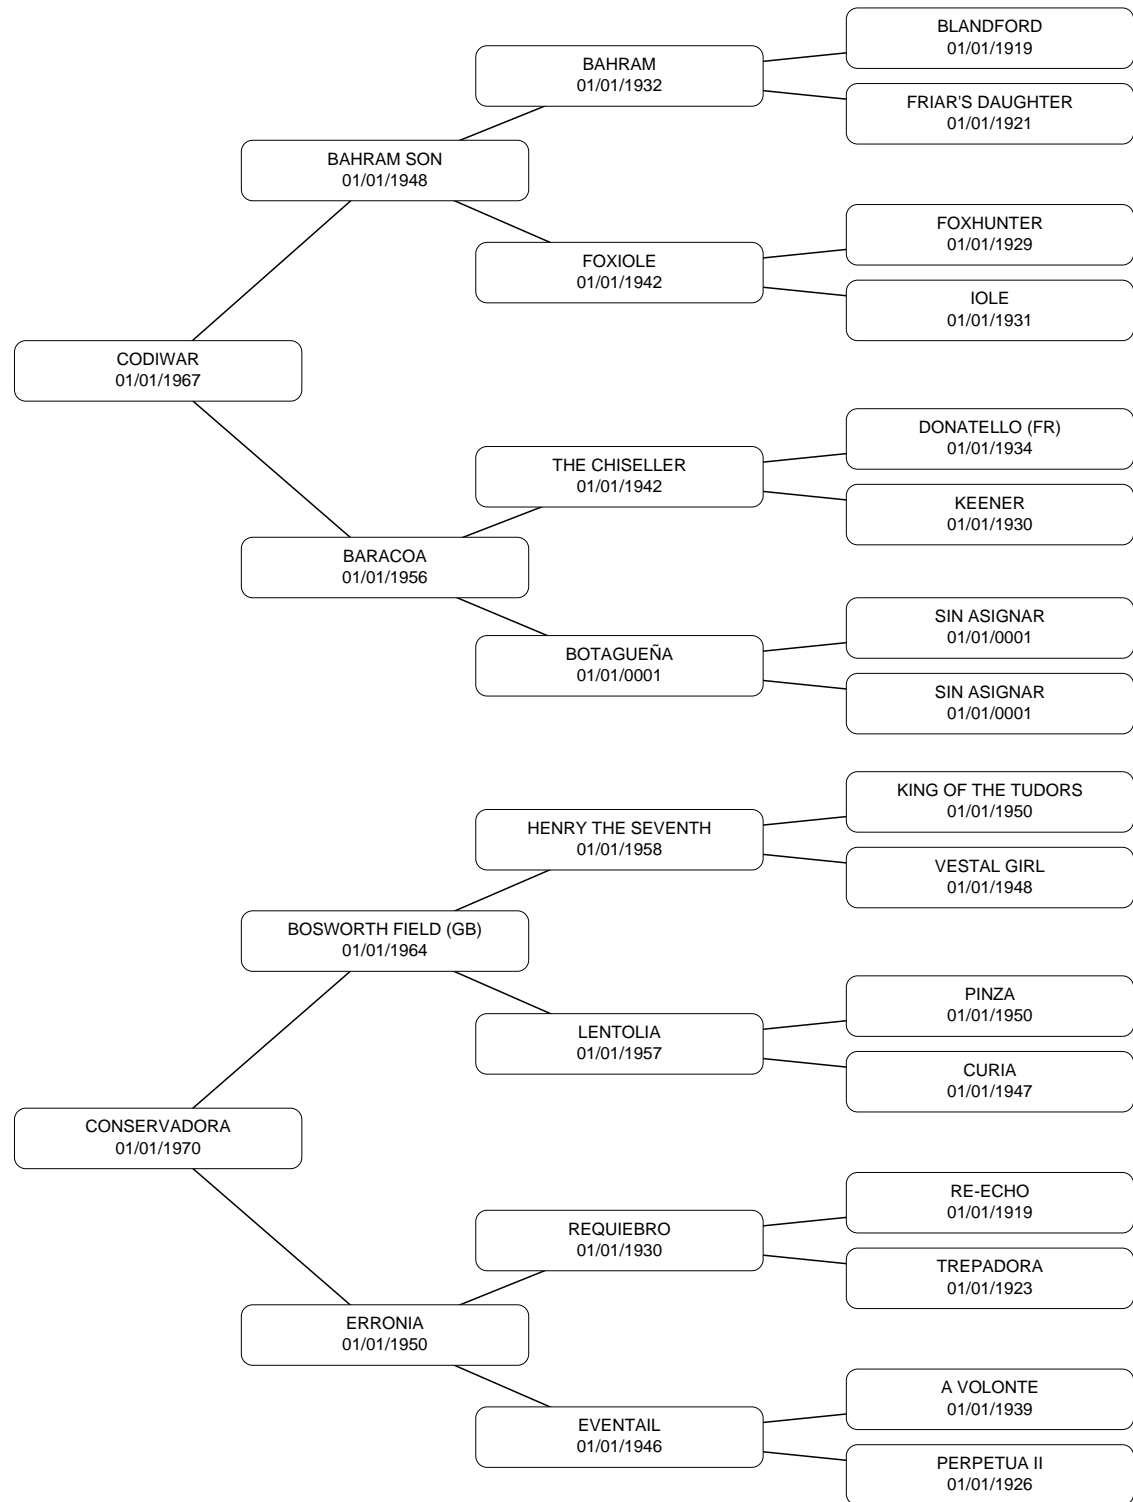 BLANDFORD
01/01/1919
BAHRAM
01/01/1932
FRIAR'S DAUGHTER
01/01/1921
BAHRAM SON
01/01/1948
FOXHUNTER
01/01/1929
FOXIOLE
01/01/1942
IOLE
01/01/1931
CODIWAR
01/01/1967
DONATELLO (FR)
01/01/1934
THE CHISELLER
01/01/1942
KEENER
01/01/1930
BARACOA
01/01/1956
SIN ASIGNAR
01/01/0001
BOTAGUEÑA
01/01/0001
SIN ASIGNAR
01/01/0001
KING OF THE TUDORS
01/01/1950
HENRY THE SEVENTH
01/01/1958
VESTAL GIRL
01/01/1948
BOSWORTH FIELD (GB)
01/01/1964
PINZA
01/01/1950
LENTOLIA
01/01/1957
CURIA
01/01/1947
CONSERVADORA
01/01/1970
RE-ECHO
01/01/1919
REQUIEBRO
01/01/1930
TREPADORA
01/01/1923
ERRONIA
01/01/1950
A VOLONTE
01/01/1939
EVENTAIL
01/01/1946
PERPETUA II
01/01/1926